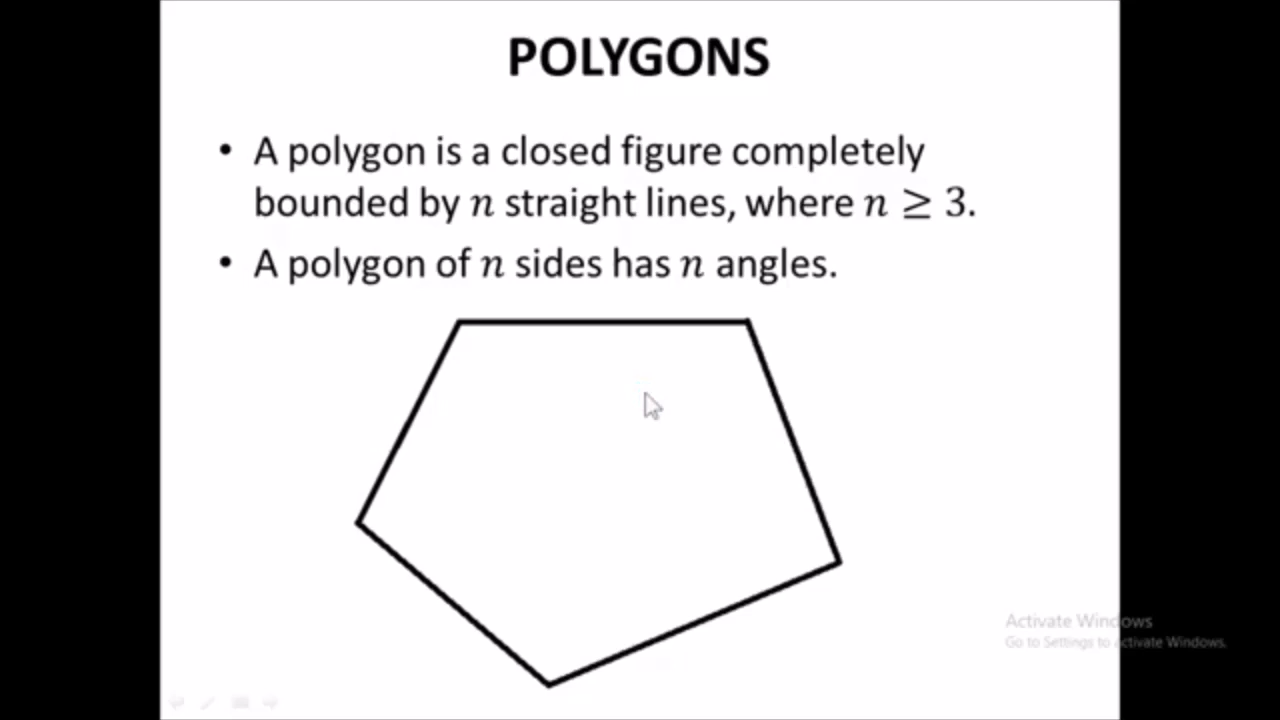 POLYGONS
• A polygon is a closed figure completely
bounded by 𝑛 straight lines, where 𝑛 ≥ 3.
• A polygon of 𝑛 sides has 𝑛 angles.
Activate Windows
Go to Settings to activate Windows.